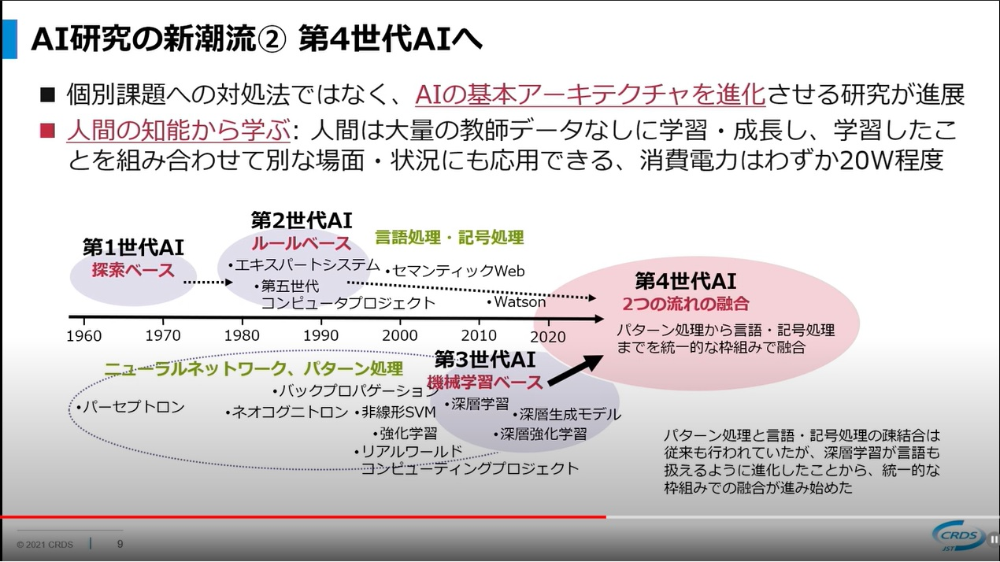 AI研究の新潮流② 第4世代AIへ
■ 個別課題への対処法ではなく、AIの基本アーキテクチャを進化させる研究が進展
■ 人間の知能から学ぶ: 人間は大量の教師データなしに学習・成長し、学習したこ
とを組み合わせて別な場面・状況にも応用できる、消費電力はわずか20W程度
第1世代AI
探索ベース
第2世代AI
ルールベース
•エキスパートシステム
•第五世代
コンピュータプロジェクト
言語処理・記号処理
•セマンティックWeb
•Watson
第4世代AI
2つの流れの融合
パターン処理から言語・記号処理
までを統一的な枠組みで融合
1960 1970 1980 1990 2000 2010 2020
ニューラルネットワーク、パターン処理
•パーセプトロン
•バックプロパゲーション
•ネオコグニトロン •非線形SVM
•強化学習
•リアルワールド
コンピューティングプロジェクト
第3世代AI
機械学習ベース
•深層学習
•深層生成モデル
•深層強化学習
パターン処理と言語・記号処理の疎結合は
従来も行われていたが、深層学習が言語も
扱えるように進化したことから、統一的な
枠組みでの融合が進み始めた
© 2021 CRDS | 9
CRDS
JST